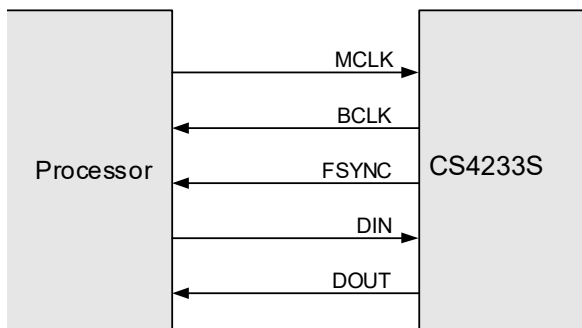 MCLK
BCLK
Processor
FSYNC
CS4233S
DIN
DOUT